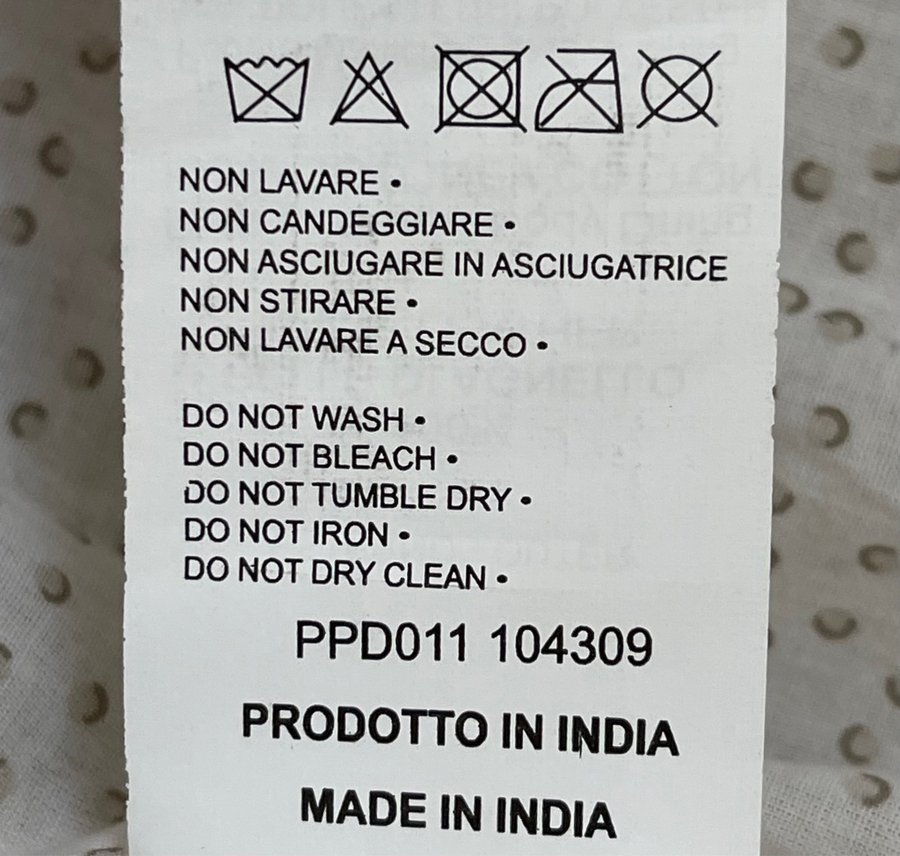 NON LAVARE •
NON CANDEGGIARE •
NON ASCIUGARE IN ASCIUGATRICE
NON STIRARE •
NON LAVARE A SECCO •
DO NOT WASH •
DO NOT BLEACH •
DO NOT TUMBLE DRY •
DO NOT IRON •
DO NOT DRY CLEAN •
PPD011 104309
PRODOTTO IN INDIA
MADE IN INDIA